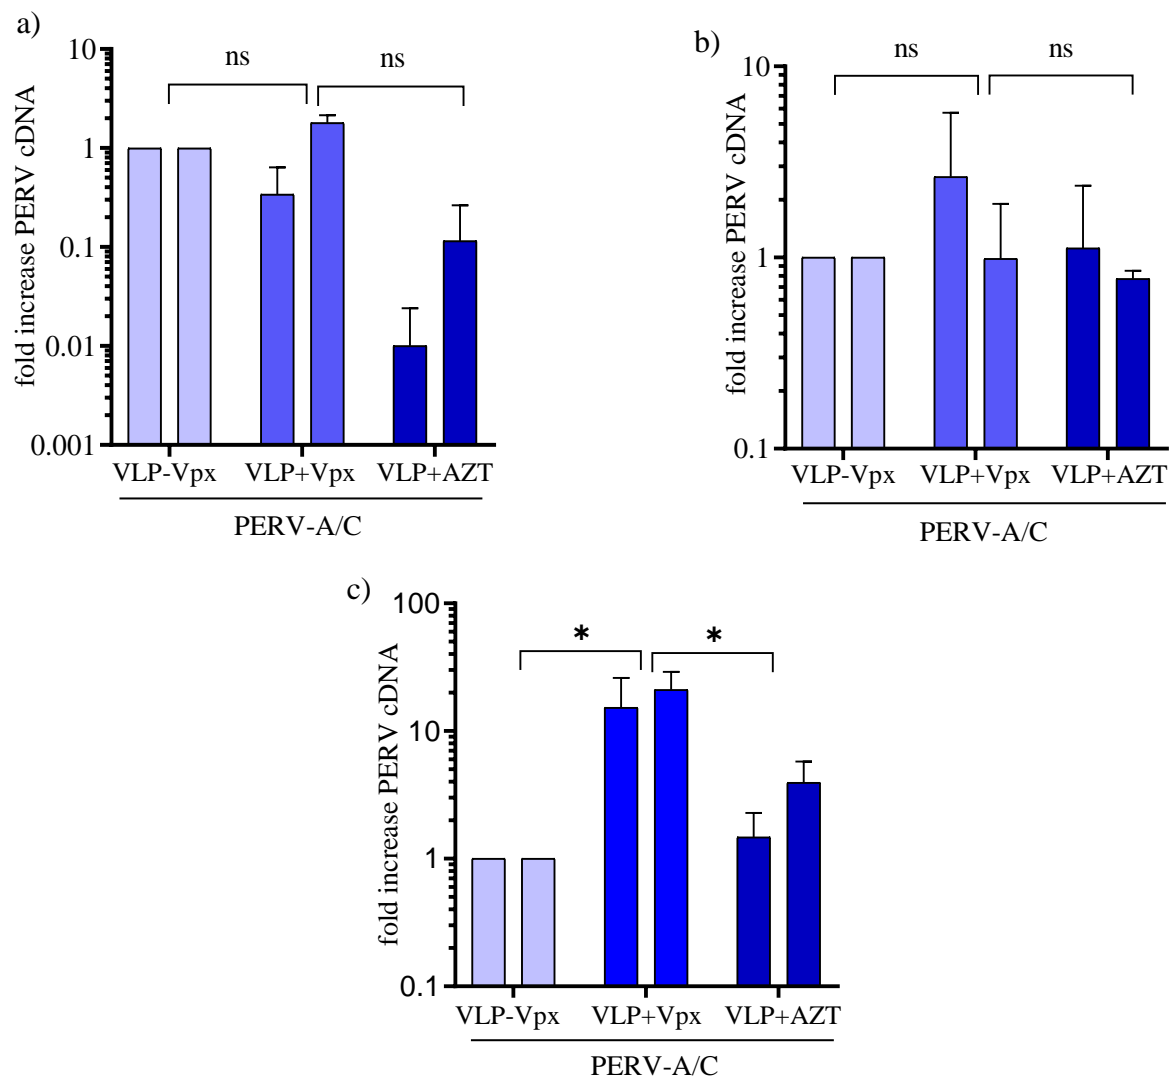 a)
fold increase PERV cDNA
10
1
0.1
0.01
0.001
ns
ns
VLP-Vpx VLP+Vpx VLP+AZT
PERV-A/C
b)
fold increase PERV cDNA
10
1
0.1
ns
ns
VLP-Vpx VLP+Vpx VLP+AZT
PERV-A/C
c)
fold increase PERV cDNA
100
10
1
0.1
*
*
VLP-Vpx VLP+Vpx VLP+AZT
PERV-A/C